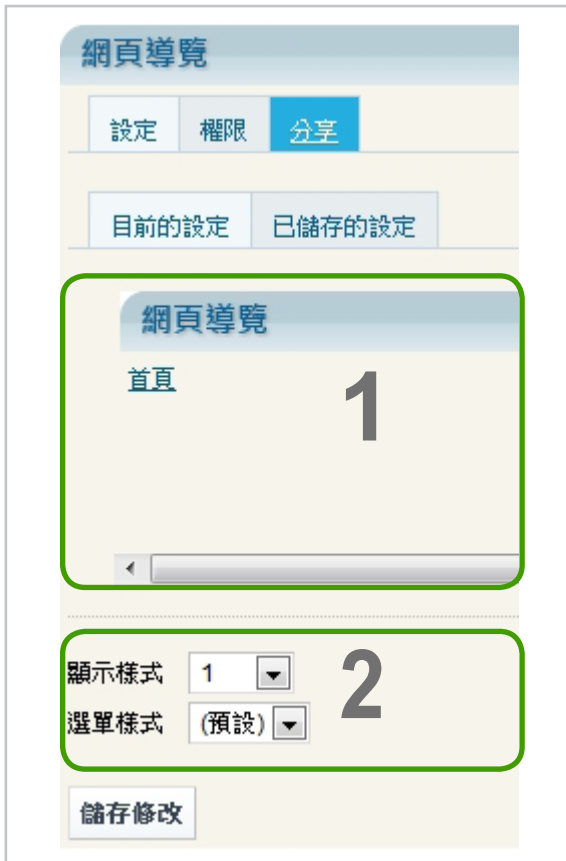 網頁導覽
設定 權限 分享
目前的設定 已儲存的設定
網頁導覽
首頁
1
2
顯示樣式 1
選單樣式 (預設)
儲存修改